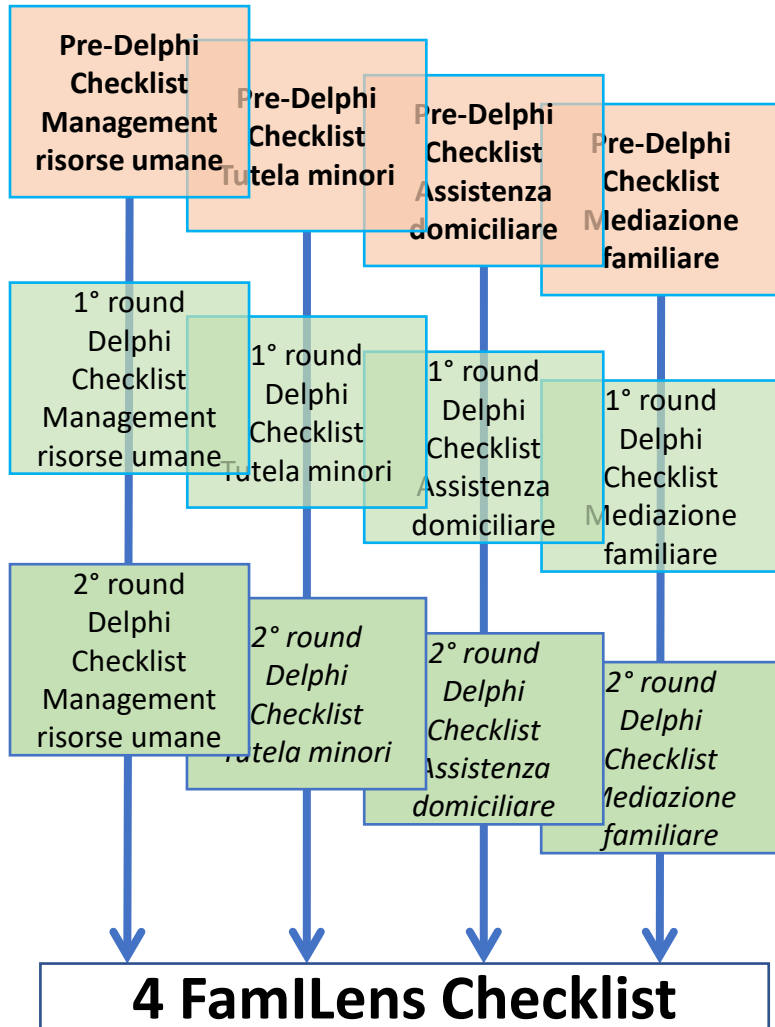 Pre-Delphi
Checklist
Management
risorse umane
Pre-Delphi
Checklist
Tutela minori
Pre-Delphi
Checklist
Assistenza
domiciliare
Pre-Delphi
Checklist
Mediazione
familiare
1° round
Delphi
Checklist
Management
risorse umane
1° round
Delphi
Checklist
Tutela minori
1° round
Delphi
Checklist
Assistenza
domiciliare
1° round
Delphi
Checklist
Mediazione
familiare
2° round
Delphi
Checklist
Management
risorse umane
2° round
Delphi
Checklist
Tutela minori
2° round
Delphi
Checklist
Assistenza
domiciliare
2° round
Delphi
Checklist
Mediazione
familiare
4 FamILens Checklist